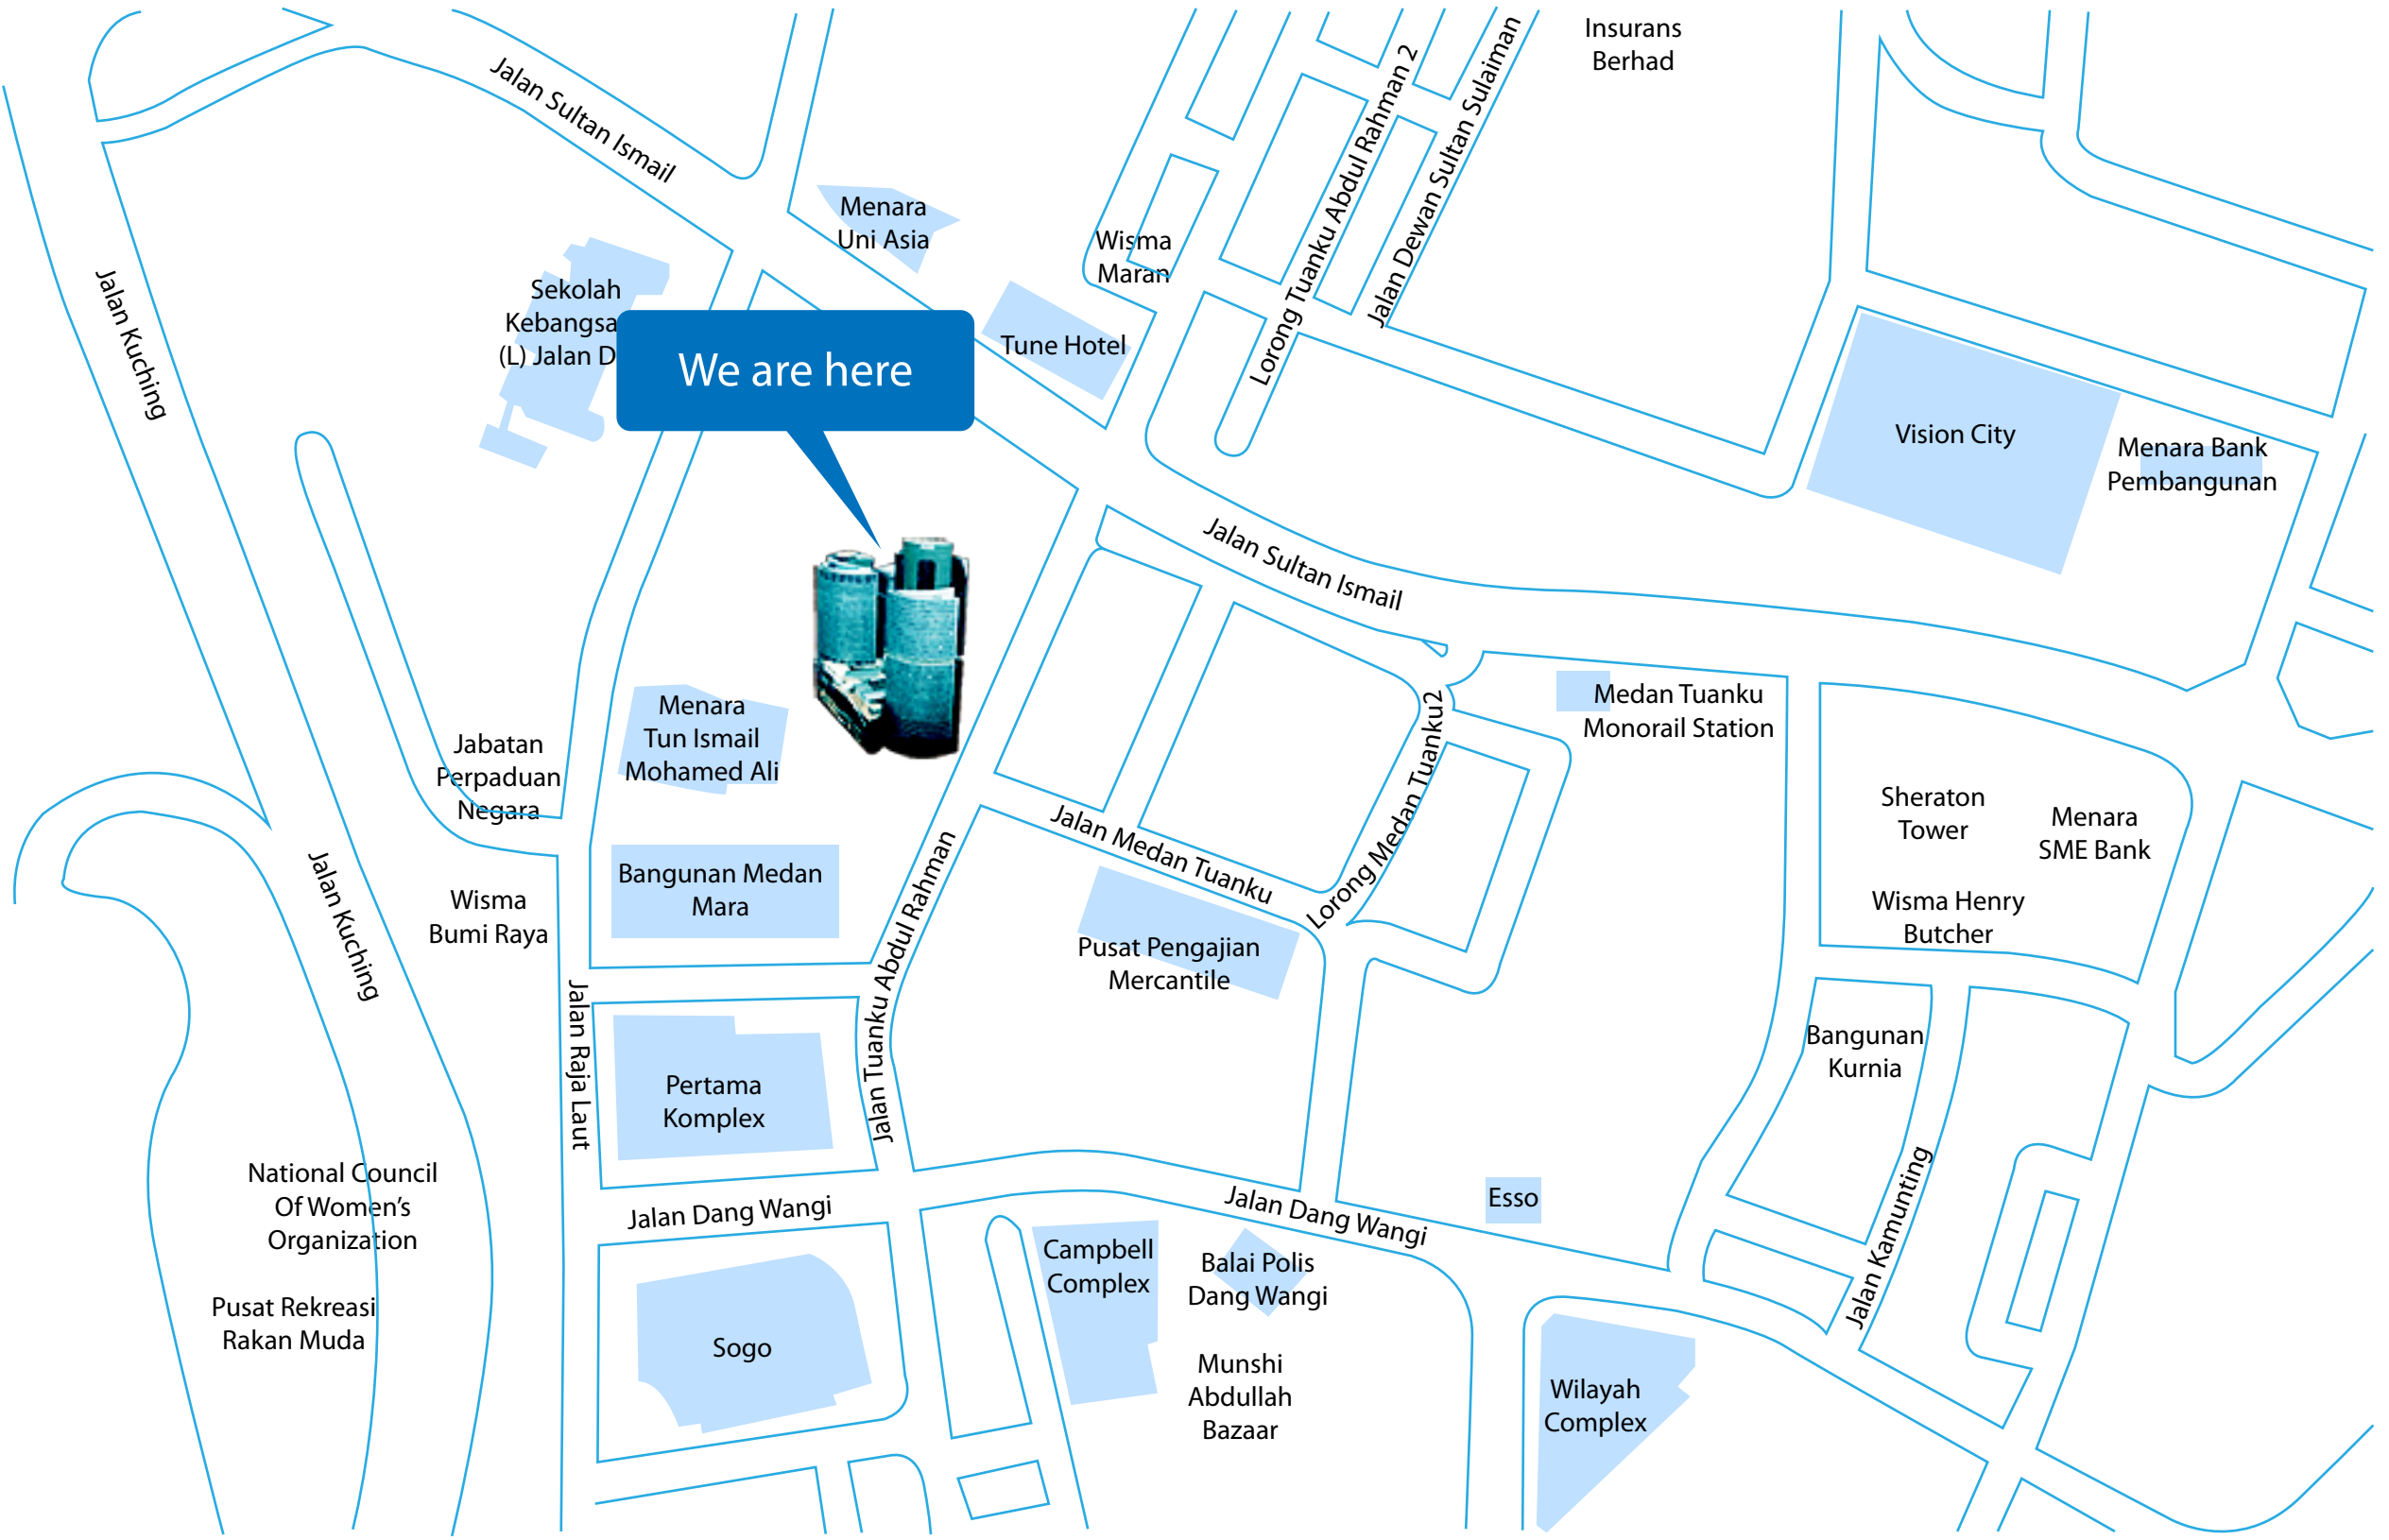 Insurans
Berhad
Jalan Sultan Ismail
Lorong Tuanku Abdul Rahman 2
Jalan Dewan Sultan Sulaiman
Menara
Uni Asia
Wisma
Maran
Jalan Kuching
Sekolah
Kebangsa
(L) Jalan D
We are here
Tune Hotel
Vision City
Menara Bank
Pembangunan
Jalan Sultan Ismail
Menara
Tun Ismail
Mohamed Ali
Medan Tuanku
Monorail Station
Jabatan
Perpaduan
Negara
Lorong Medan Tuanku2
Jalan Medan Tuanku
Sheraton
Tower
Menara
SME Bank
Bangunan Medan
Mara
Wisma
Bumi Raya
Jalan Kuching
Jalan Tuanku Abdul Rahman
Pusat Pengajian
Mercantile
Wisma Henry
Butcher
Jalan Raja Laut
Pertama
Komplex
Bangunan
Kurnia
National Council
Of Women’s
Organization
Jalan Dang Wangi
Jalan Dang Wangi
Esso
Jalan Kamunting
Campbell
Complex
Balai Polis
Dang Wangi
Pusat Rekreasi
Rakan Muda
Sogo
Munshi
Abdullah
Bazaar
Wilayah
Complex